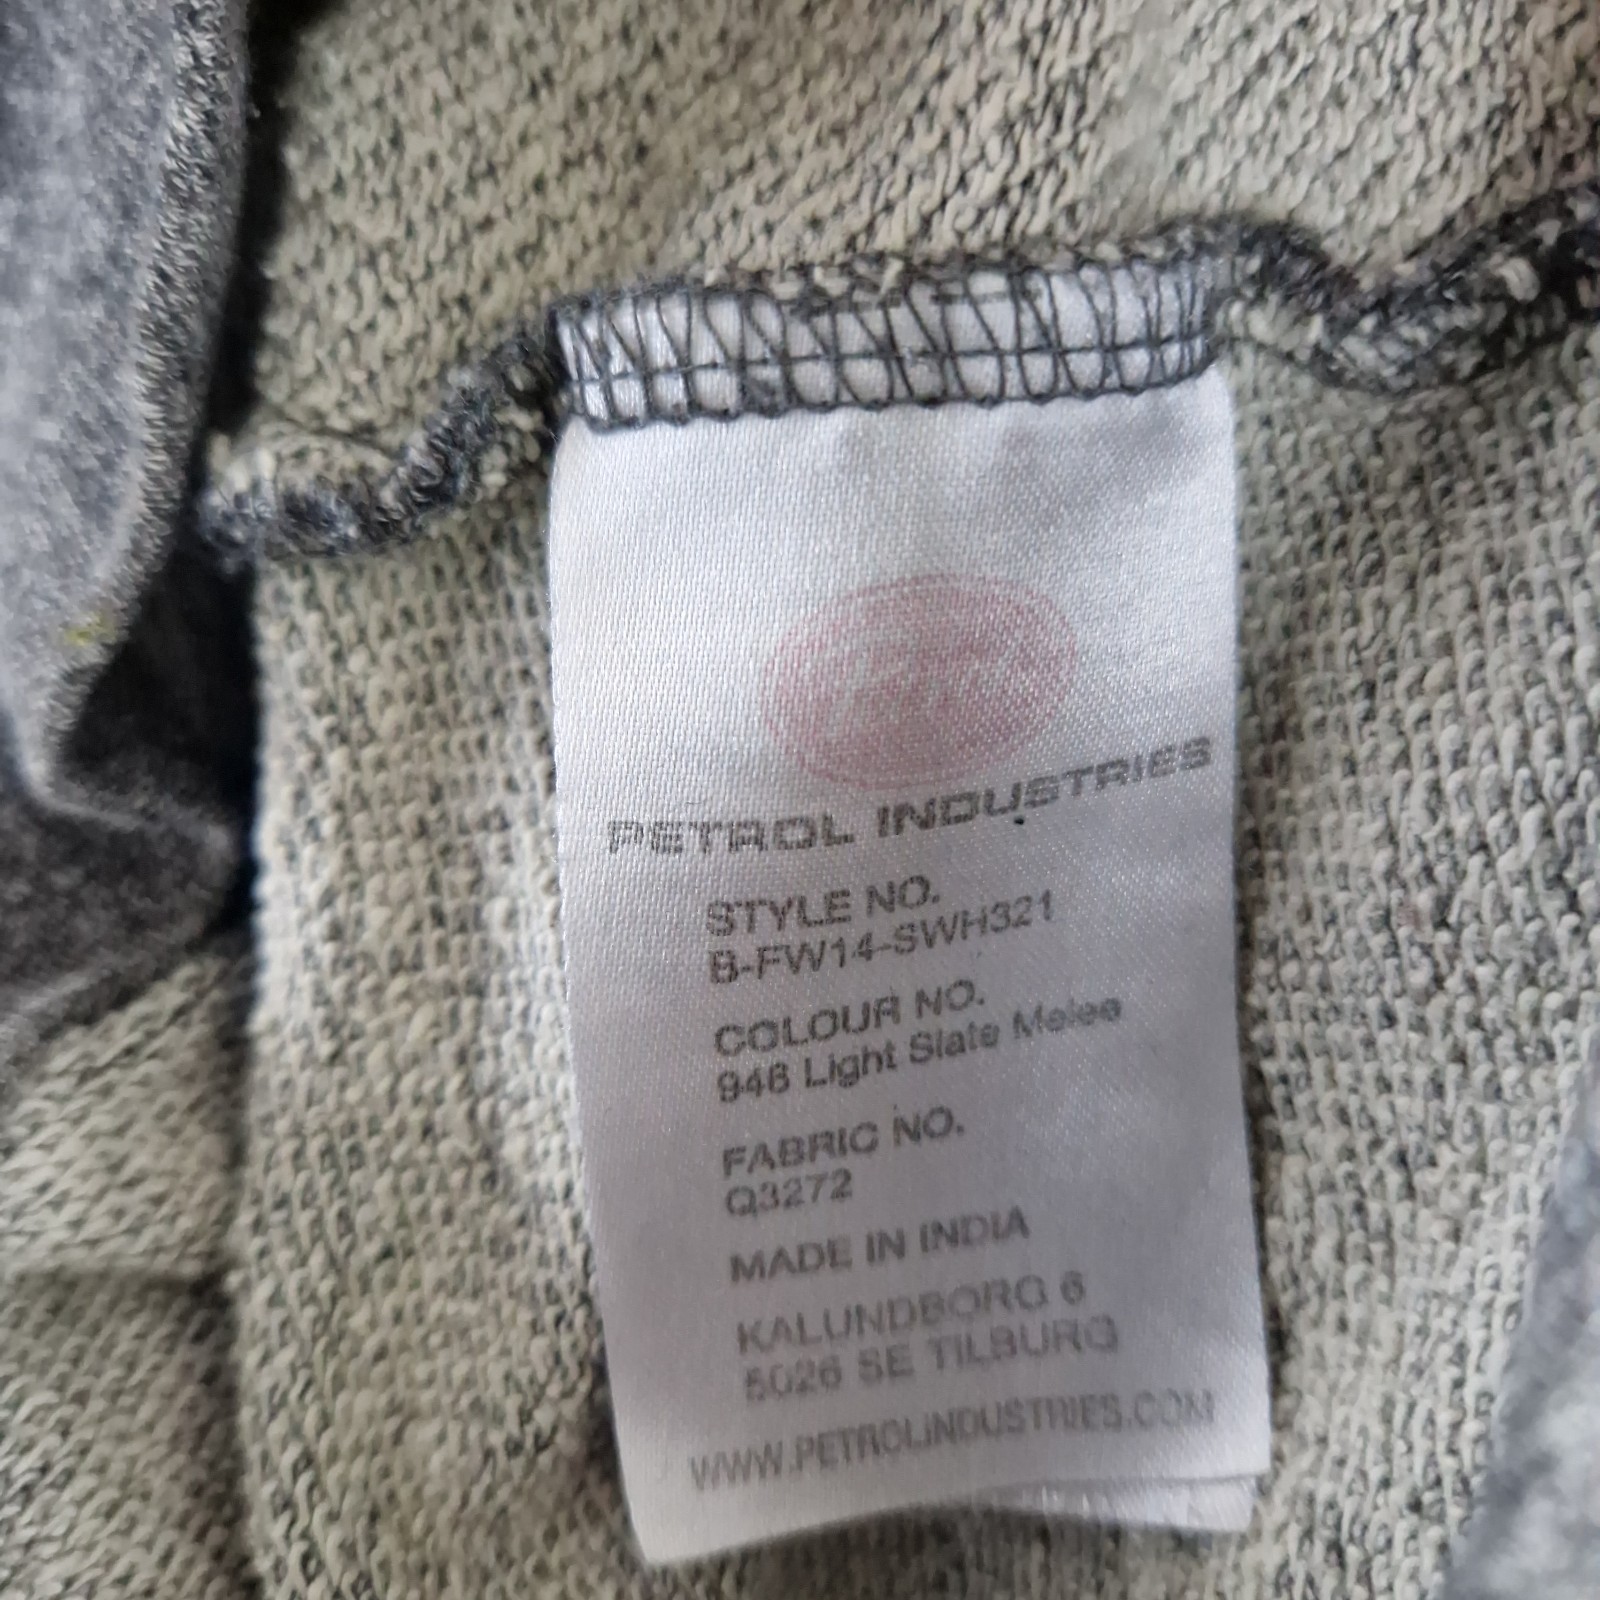 PETROL INDUSTRIES
STYLE NO.
B-FW14-SWH321
COLOUR NO.
946 Light Slate Melee
FABRIC NO.
Q3272
MADE IN INDIA
KALUNDBORG 6
5026 SE TILBURG
WWW.PETROLINDUSTRIES.COM